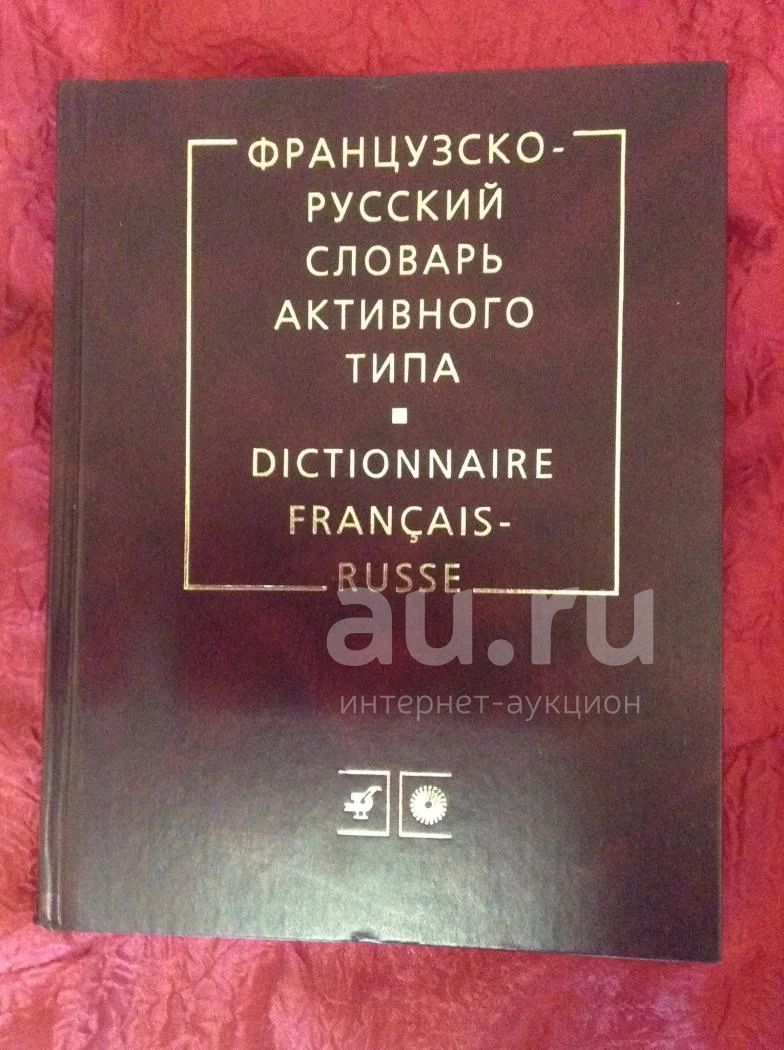 ФРАНЦУЗСКО-
РУССКИЙ
СЛОВАРЬ
АКТИВНОГО
ТИПА
DICTIONNAIRE
FRANÇAIS-
RUSSE
au.ru
интернет-аукцион